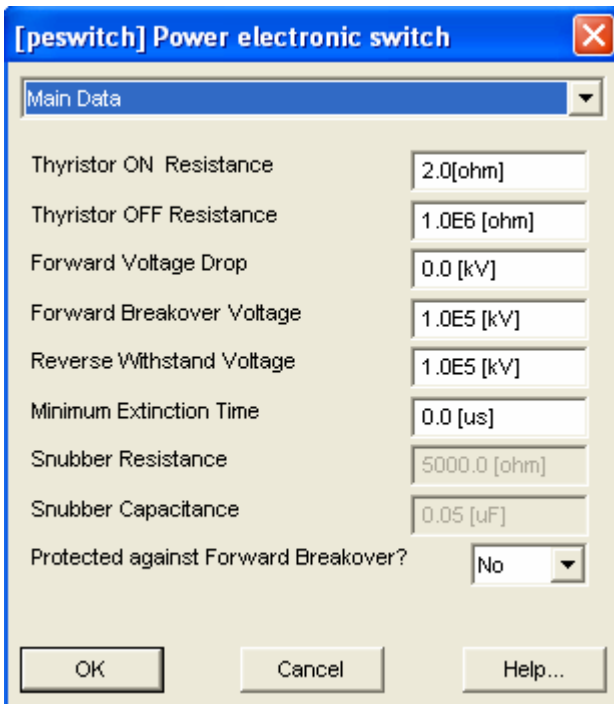 [peswitch] Power electronic switch
Main Data
Thyristor ON Resistance 2.0[ohm]
Thyristor OFF Resistance 1.0E6 [ohm]
Forward Voltage Drop 0.0 [kV]
Forward Breakover Voltage 1.0E5 [kV]
Reverse Withstand Voltage 1.0E5 [kV]
Minimum Extinction Time 0.0 [us]
Snubber Resistance 5000.0 [ohm]
Snubber Capacitance 0.05 [uF]
Protected against Forward Breakover? No
OK Cancel Help...